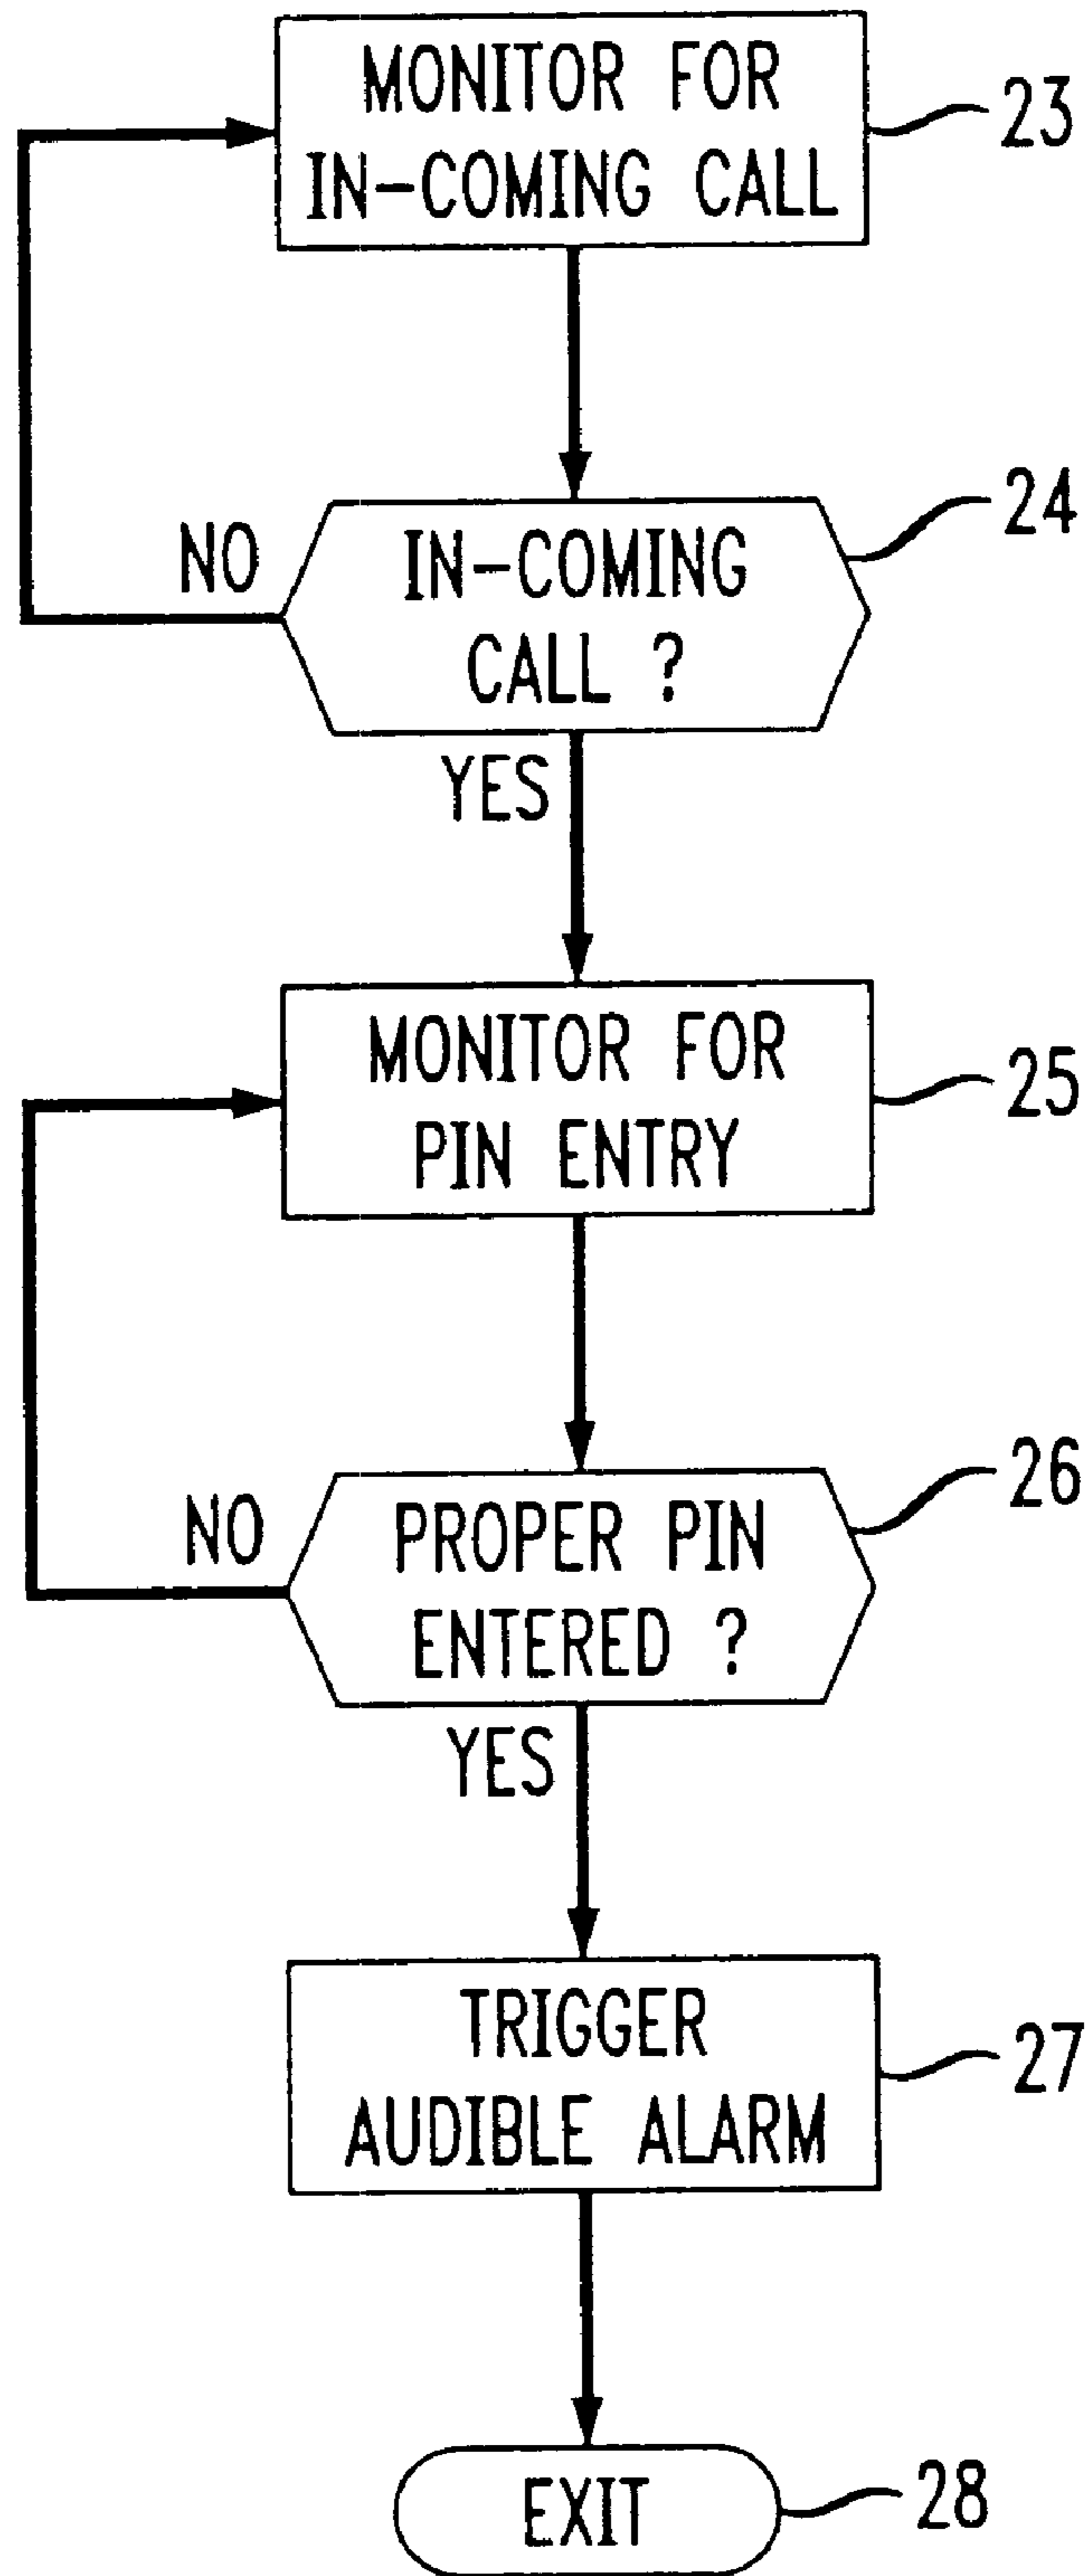 MONITOR FOR
IN-COMING CALL
23
IN-COMING
CALL ?
24
NO
YES
MONITOR FOR
PIN ENTRY
25
PROPER PIN
ENTERED ?
26
NO
YES
TRIGGER
AUDIBLE ALARM
27
EXIT
28